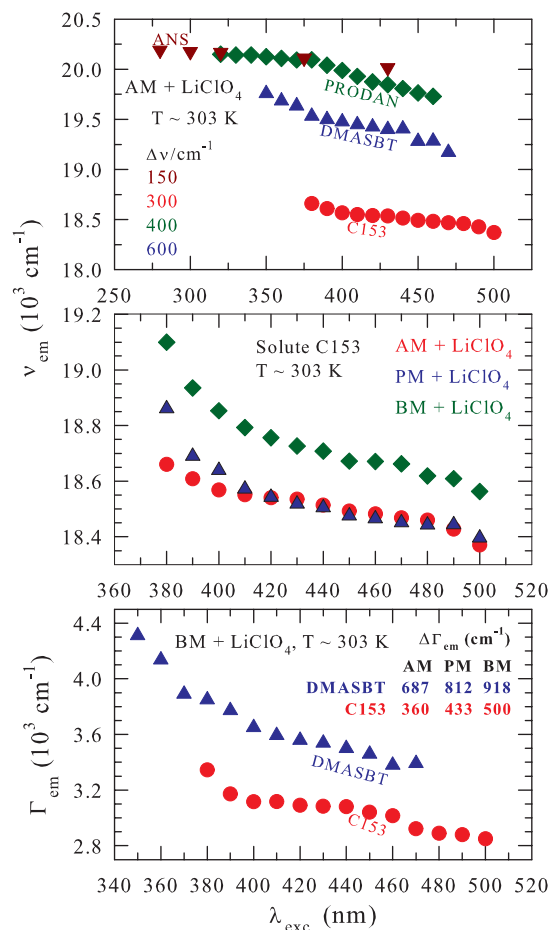 20.5
ANS
20.0
PRODAN
AM + LiClO4
T ~ 303 K
19.5
DMASBT
Δν/cm-1
150
19.0
300
400
18.5
C153
600
18.0
250 300 350 400 450 500
νem (10³ cm-1)
19.2
Solute C153
AM + LiClO4
T ~ 303 K
PM + LiClO4
BM + LiClO4
18.8
18.4
360 380 400 420 440 460 480 500 520
4.4
BM + LiClO4, T ~ 303 K
ΔΓem (cm-1)
AM PM BM
DMASBT 687 812 918
C153 360 433 500
4.0
3.6
DMASBT
3.2
C153
2.8
Γem (10³ cm-1)
340 360 380 400 420 440 460 480 500 520
λexc. (nm)